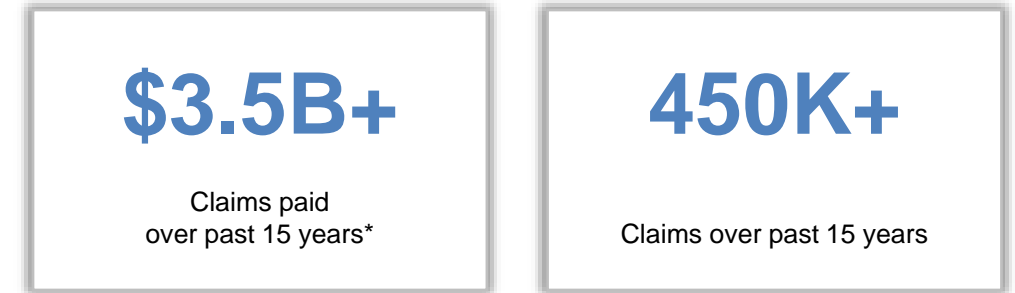 $3.5B+
Claims paid
over past 15 years*
450K+
Claims over past 15 years